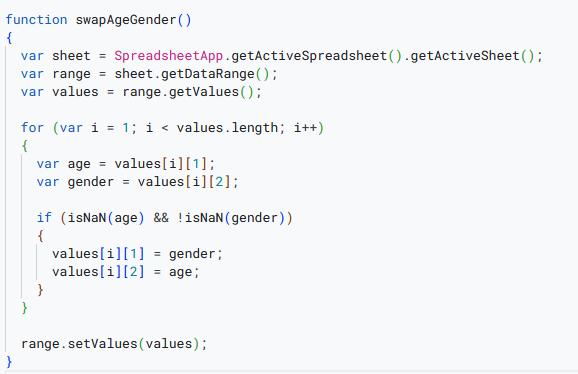 function swapAgeGender()
{
  var sheet = SpreadsheetApp.getActiveSpreadsheet().getActiveSheet();
  var range = sheet.getDataRange();
  var values = range.getValues();

  for (var i = 1; i < values.length; i++)
  {
    var age = values[i][1];
    var gender = values[i][2];

    if (isNaN(age) && !isNaN(gender))
    {
      values[i][1] = gender;
      values[i][2] = age;
    }
  }

  range.setValues(values);
}